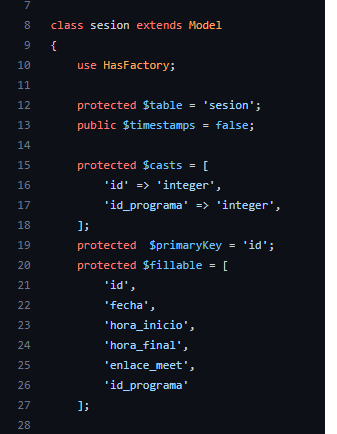 7
8 class sesion extends Model
9 {
10 use HasFactory;
11
12 protected $table = 'sesion';
13 public $timestamps = false;
14
15 protected $casts = [
16 'id' => 'integer',
17 'id_programa' => 'integer',
18 ];
19 protected  $primaryKey = 'id';
20 protected $fillable = [
21 'id',
22 'fecha',
23 'hora_inicio',
24 'hora_final',
25 'enlace_meet',
26 'id_programa'
27 ];
28